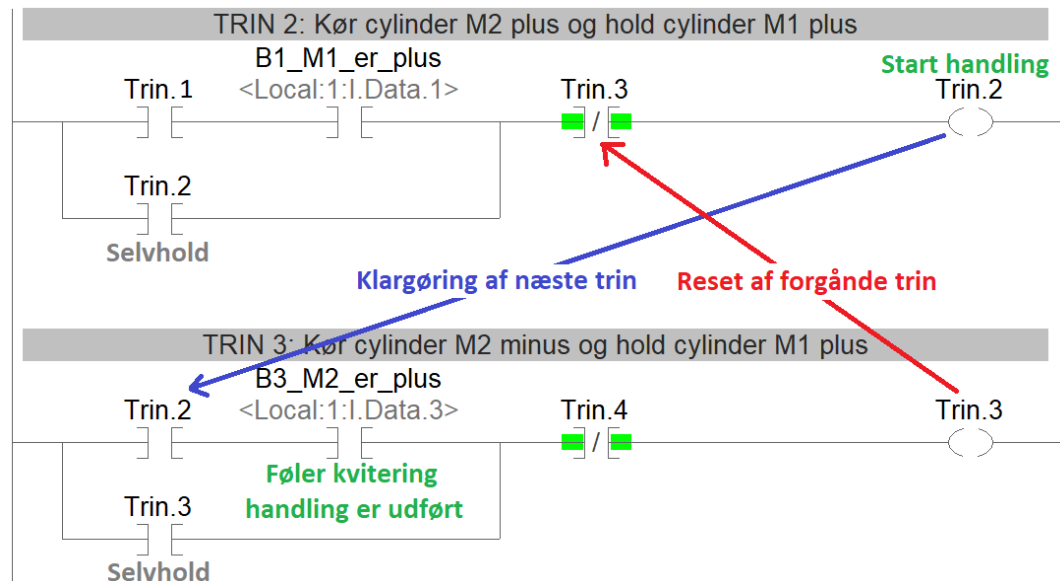 TRIN 2: Kør cylinder M2 plus og hold cylinder M1 plus
B1_M1_er_plus
Start handling
Trin.1 <Local:1:I.Data.1> Trin.3 Trin.2
/
Trin.2
Selvhold
Klargøring af næste trin Reset af forgånde trin
TRIN 3: Kør cylinder M2 minus og hold cylinder M1 plus
B3_M2_er_plus
Trin.2 <Local:1:I.Data.3> Trin.4 Trin.3
/
Føler kvitering
handling er udført
Trin.3
Selvhold